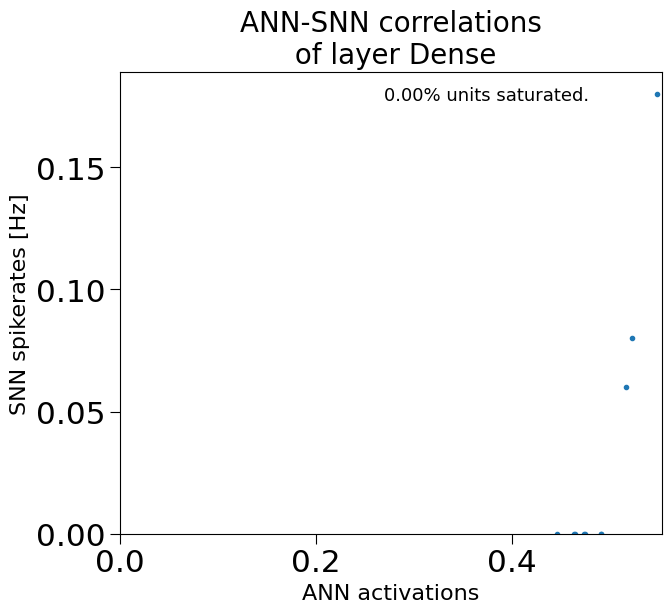 ANN-SNN correlations
of layer Dense
0.00% units saturated.
SNN spikerates [Hz]
0.15
0.10
0.05
0.00
0.0
0.2
0.4
ANN activations